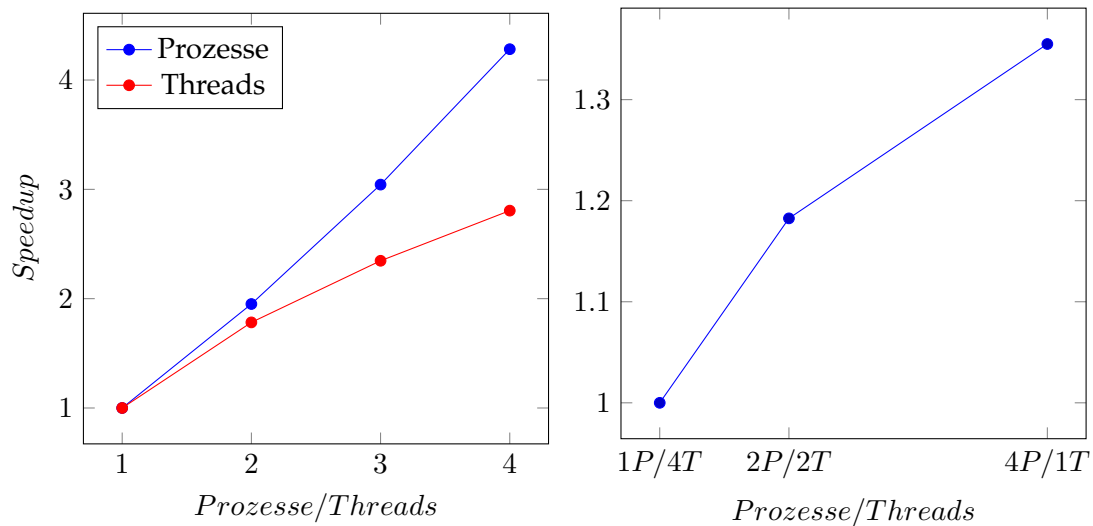 Prozesse
Threads
4
3
2
1
Speedup
1 2 3 4
Prozesse/Threads
1.3
1.2
1.1
1
1P/4T 2P/2T 4P/1T
Prozesse/Threads